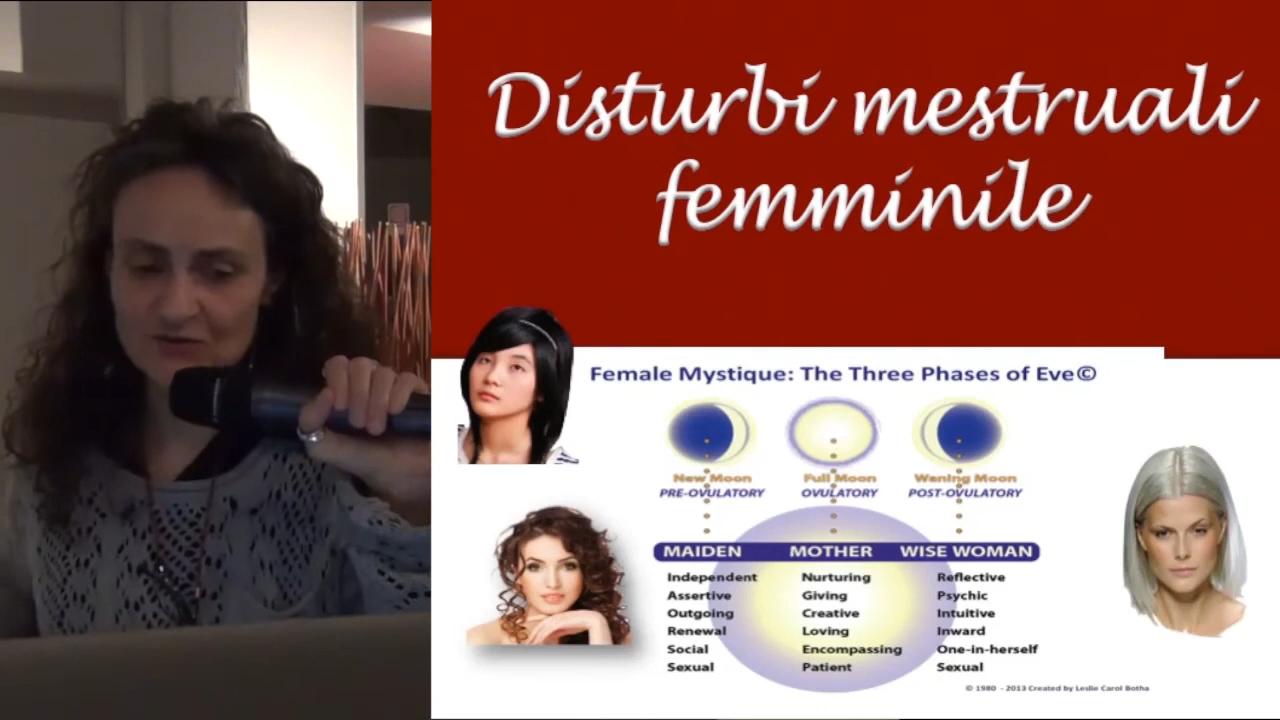 Disturbi mestruali
femminile
Female Mystique: The Three Phases of Eve©
New Moon Full Moon Waning Moon
PRE-OVULATORY OVULATORY POST-OVULATORY
MAIDEN MOTHER WISE WOMAN
Independent Nurturing Reflective
Assertive Giving Psychic
Outgoing Creative Intuitive
Renewal Loving Inward
Social Encompassing One-in-herself
Sexual Patient Sexual
© 1980 - 2013 Created by Leslie Carol Botha